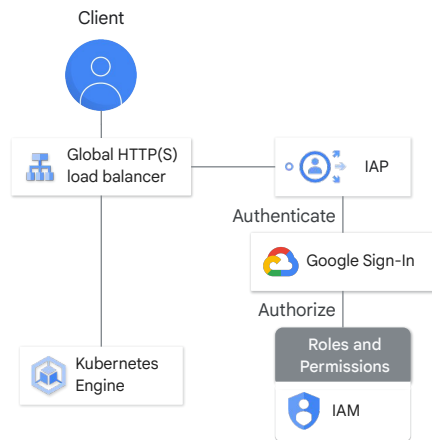 Client
Global HTTP(S)
load balancer
IAP
Authenticate
Google Sign-In
Authorize
Roles and
Permissions
Kubernetes
Engine
IAM